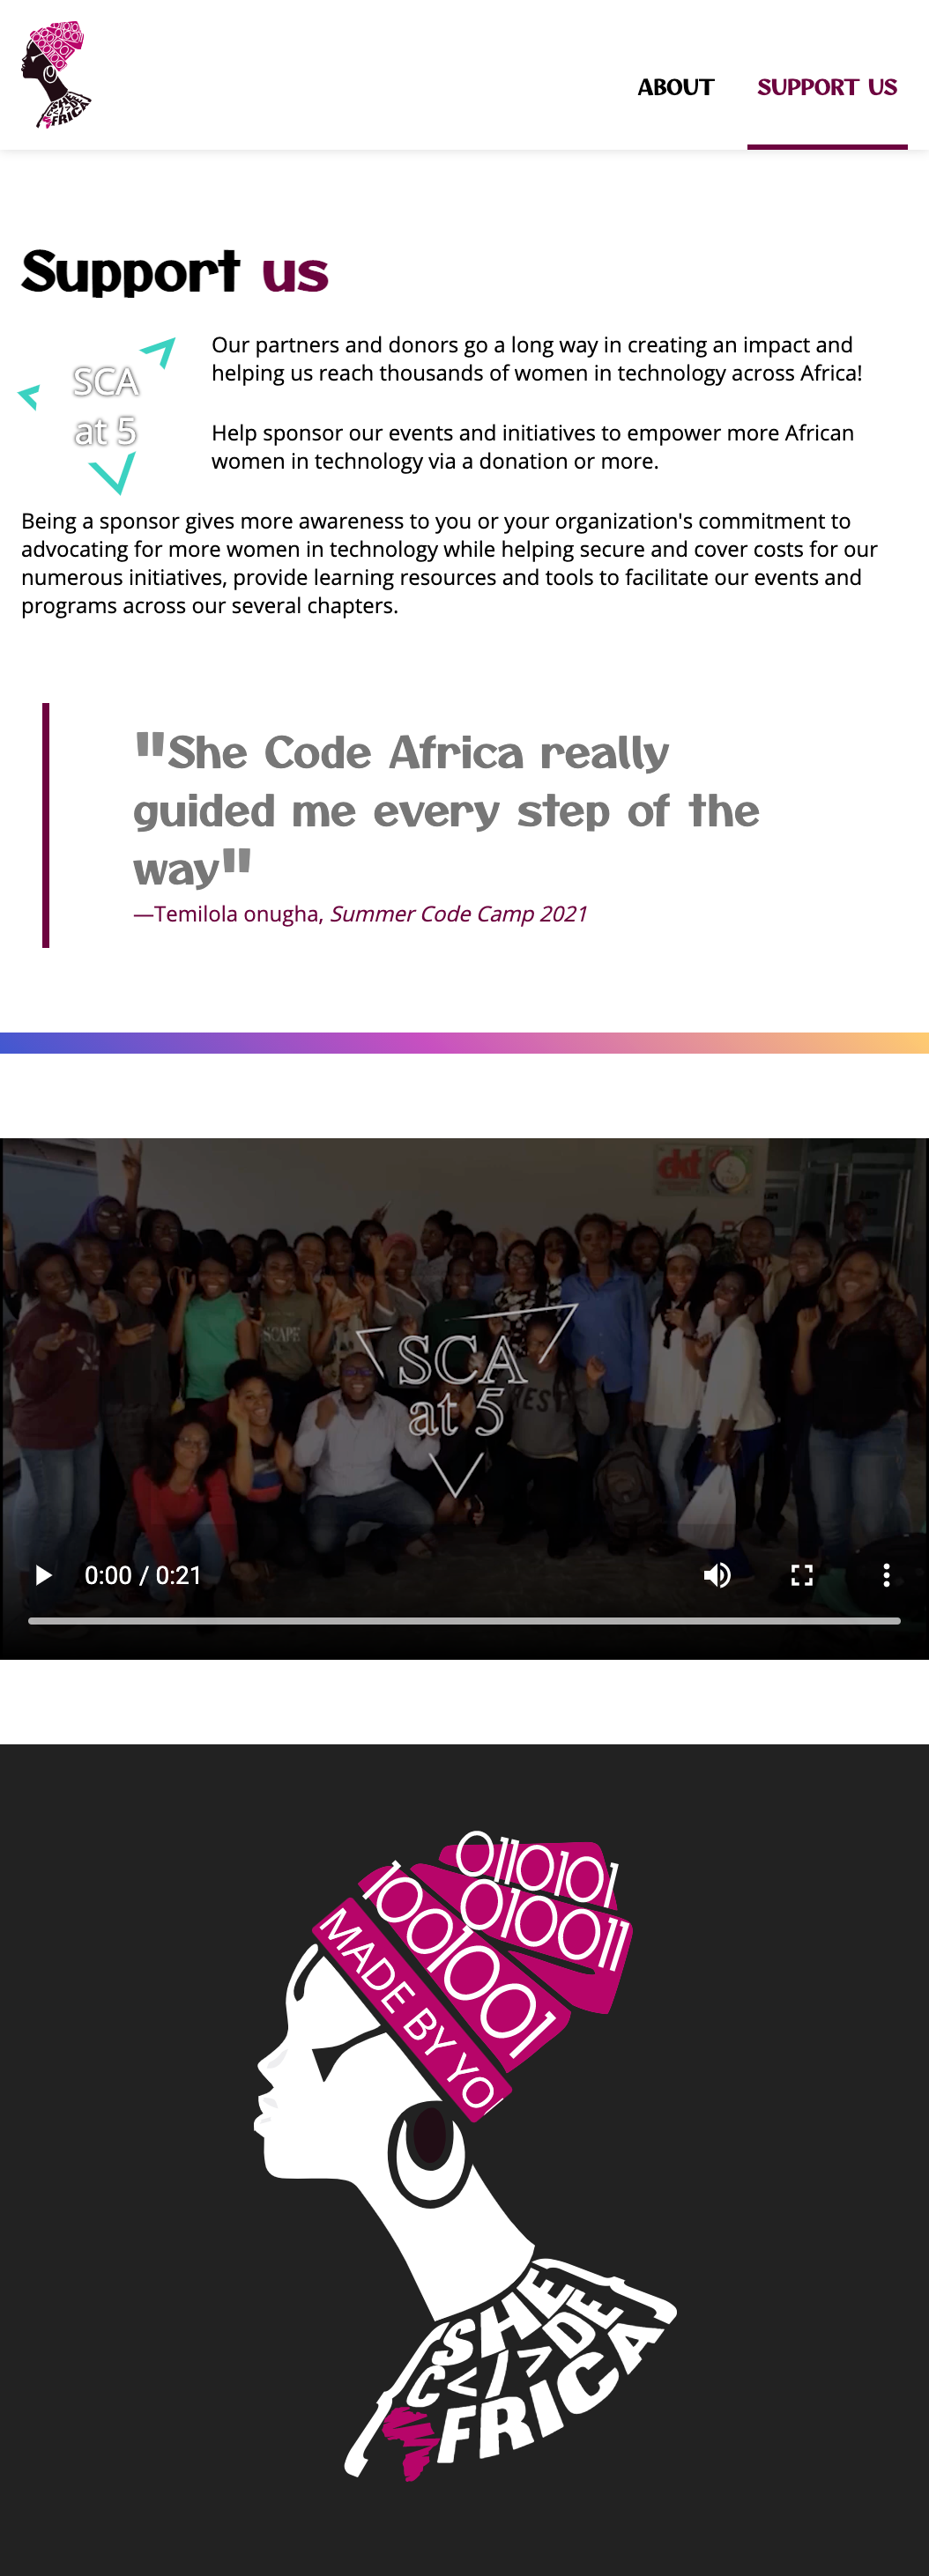 SHE
C</>DE
AFRICA
ABOUT
SUPPORT US
Support us
SCA
at 5
Our partners and donors go a long way in creating an impact and
helping us reach thousands of women in technology across Africa!
Help sponsor our events and initiatives to empower more African
women in technology via a donation or more.
Being a sponsor gives more awareness to you or your organization's commitment to
advocating for more women in technology while helping secure and cover costs for our
numerous initiatives, provide learning resources and tools to facilitate our events and
programs across our several chapters.
"She Code Africa really
guided me every step of the
way"
—Temilola onugha, Summer Code Camp 2021
SCAPE
SCA
at 5
0:00 / 0:21
0110101
010011
1001001
MADE BY YO
SHE
C</>DE
FRICA